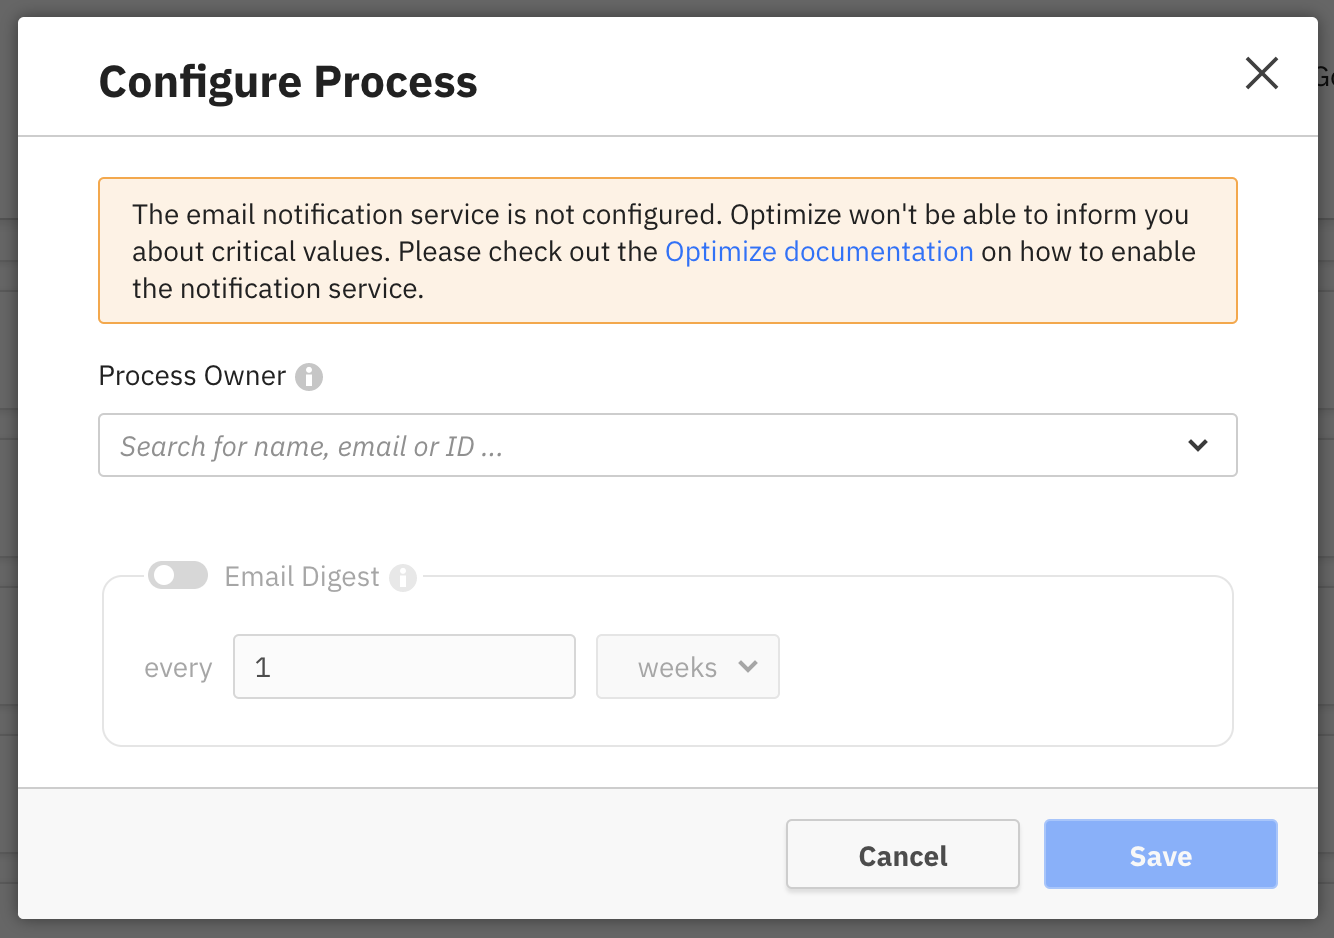 Configure Process
The email notification service is not configured. Optimize won't be able to inform you
about critical values. Please check out the Optimize documentation on how to enable
the notification service.
Process Owner
Search for name, email or ID ...
Email Digest
every 1 weeks
Cancel Save